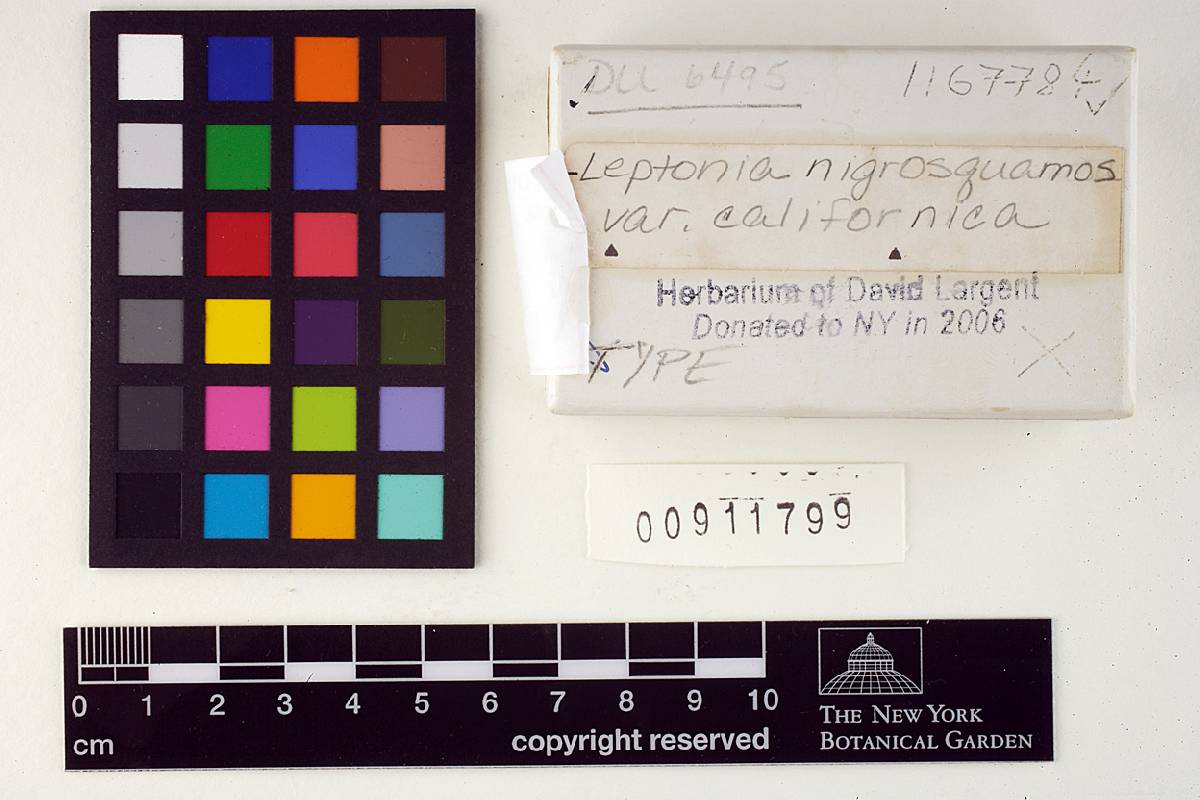 DLL 6495 1167784
Leptonia nigrosquamos
var. californica
Herbarium of David Largent
Donated to NY in 2006
TYPE
00911799
0 1 2 3 4 5 6 7 8 9 10
cm
copyright reserved
THE NEW YORK
BOTANICAL GARDEN